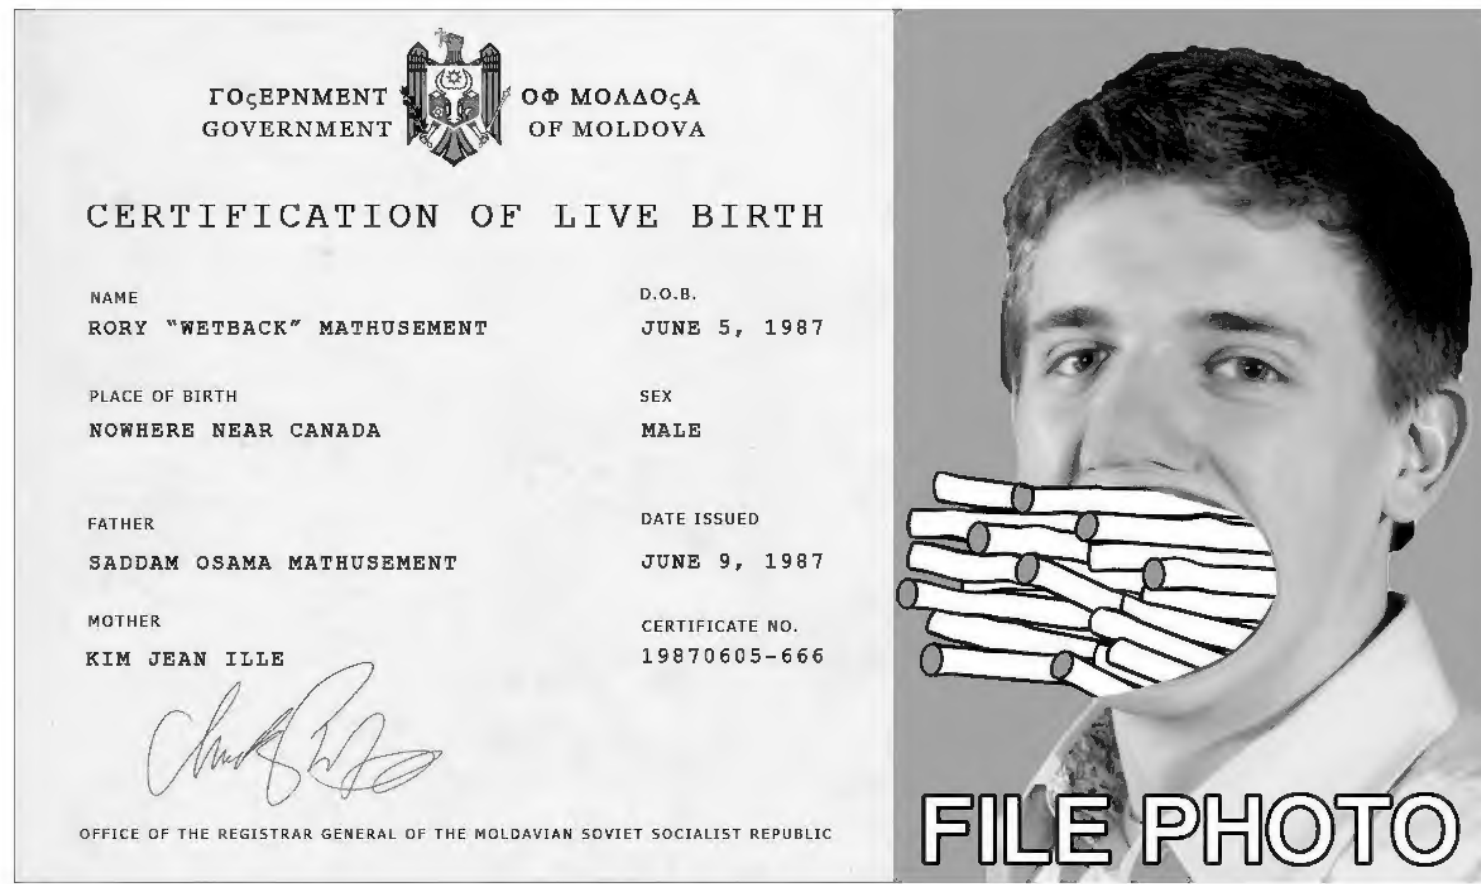 ΓΟςΕΡΝΜΕΝΤ ΟΦ ΜΟΛΔΟςΑ
GOVERNMENT OF MOLDOVA
CERTIFICATION OF LIVE BIRTH
NAME
RORY “WETBACK” MATHUSEMENT
D.O.B.
JUNE 5, 1987
PLACE OF BIRTH
NOWHERE NEAR CANADA
SEX
MALE
FATHER
SADDAM OSAMA MATHUSEMENT
DATE ISSUED
JUNE 9, 1987
MOTHER
KIM JEAN ILLE
CERTIFICATE NO.
19870605-666
OFFICE OF THE REGISTRAR GENERAL OF THE MOLDAVIAN SOVIET SOCIALIST REPUBLIC
FILE PHOTO